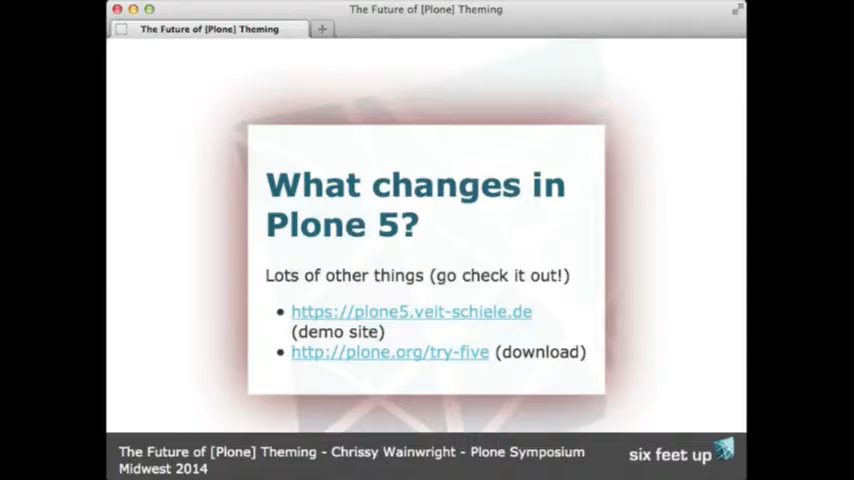 The Future of [Plone] Theming
The Future of [Plone] Theming
What changes in
Plone 5?
Lots of other things (go check it out!)
• https://plone5.veit-schiele.de
(demo site)
• http://plone.org/try-five (download)
The Future of [Plone] Theming - Chrissy Wainwright - Plone Symposium
Midwest 2014
six feet up